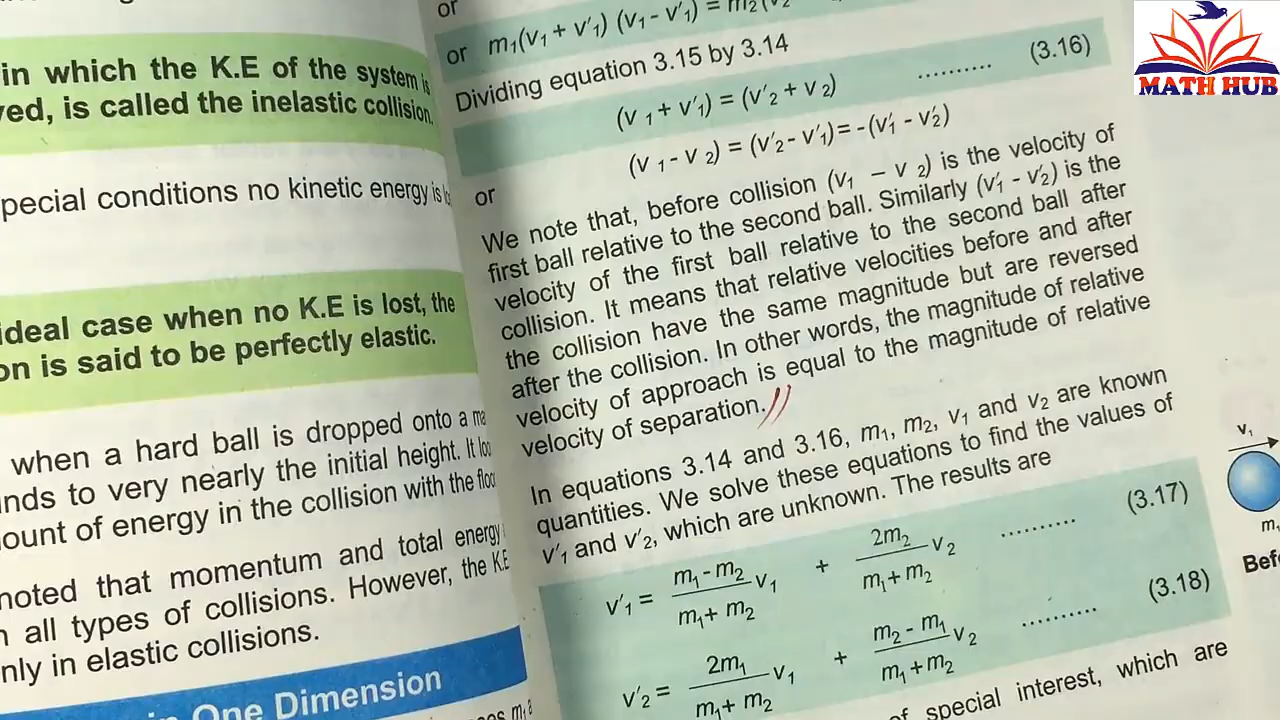 in which the K.E of the system is
ved, is called the inelastic collision.
pecial conditions no kinetic energy is
ideal case when no K.E is lost, the
on is said to be perfectly elastic.
when a hard ball is dropped onto a
nds to very nearly the initial height. It
ount of energy in the collision with the
noted that momentum and total energy
all types of collisions. However, the K.E
nly in elastic collisions.
in One Dimension
or
or m₁(v₁ + v′₁) (v₁ - v′₁) = m₂(v₂
Dividing equation 3.15 by 3.14
(v ₁ + v′₁) = (v′₂ + v ₂) .......... (3.16)
or (v ₁ - v ₂) = (v′₂ - v′₁) = -(v′₁ - v′₂)
We note that, before collision (v₁ – v ₂) is the velocity of
first ball relative to the second ball. Similarly (v′₁ - v′₂) is the
velocity of the first ball relative to the second ball after
collision. It means that relative velocities before and after
the collision have the same magnitude but are reversed
after the collision. In other words, the magnitude of relative
velocity of approach is equal to the magnitude of relative
velocity of separation.
In equations 3.14 and 3.16, m₁, m₂, v₁ and v₂ are known
quantities. We solve these equations to find the values of
v′₁ and v′₂, which are unknown. The results are
v′₁ = (m₁ - m₂)/(m₁ + m₂) v₁ + 2m₂/(m₁ + m₂) v₂ .......... (3.17)
v′₂ = 2m₁/(m₁ + m₂) v₁ + (m₂ - m₁)/(m₁ + m₂) v₂ .......... (3.18)
of special interest, which are
v₁
m₁
Bef
MATH HUB